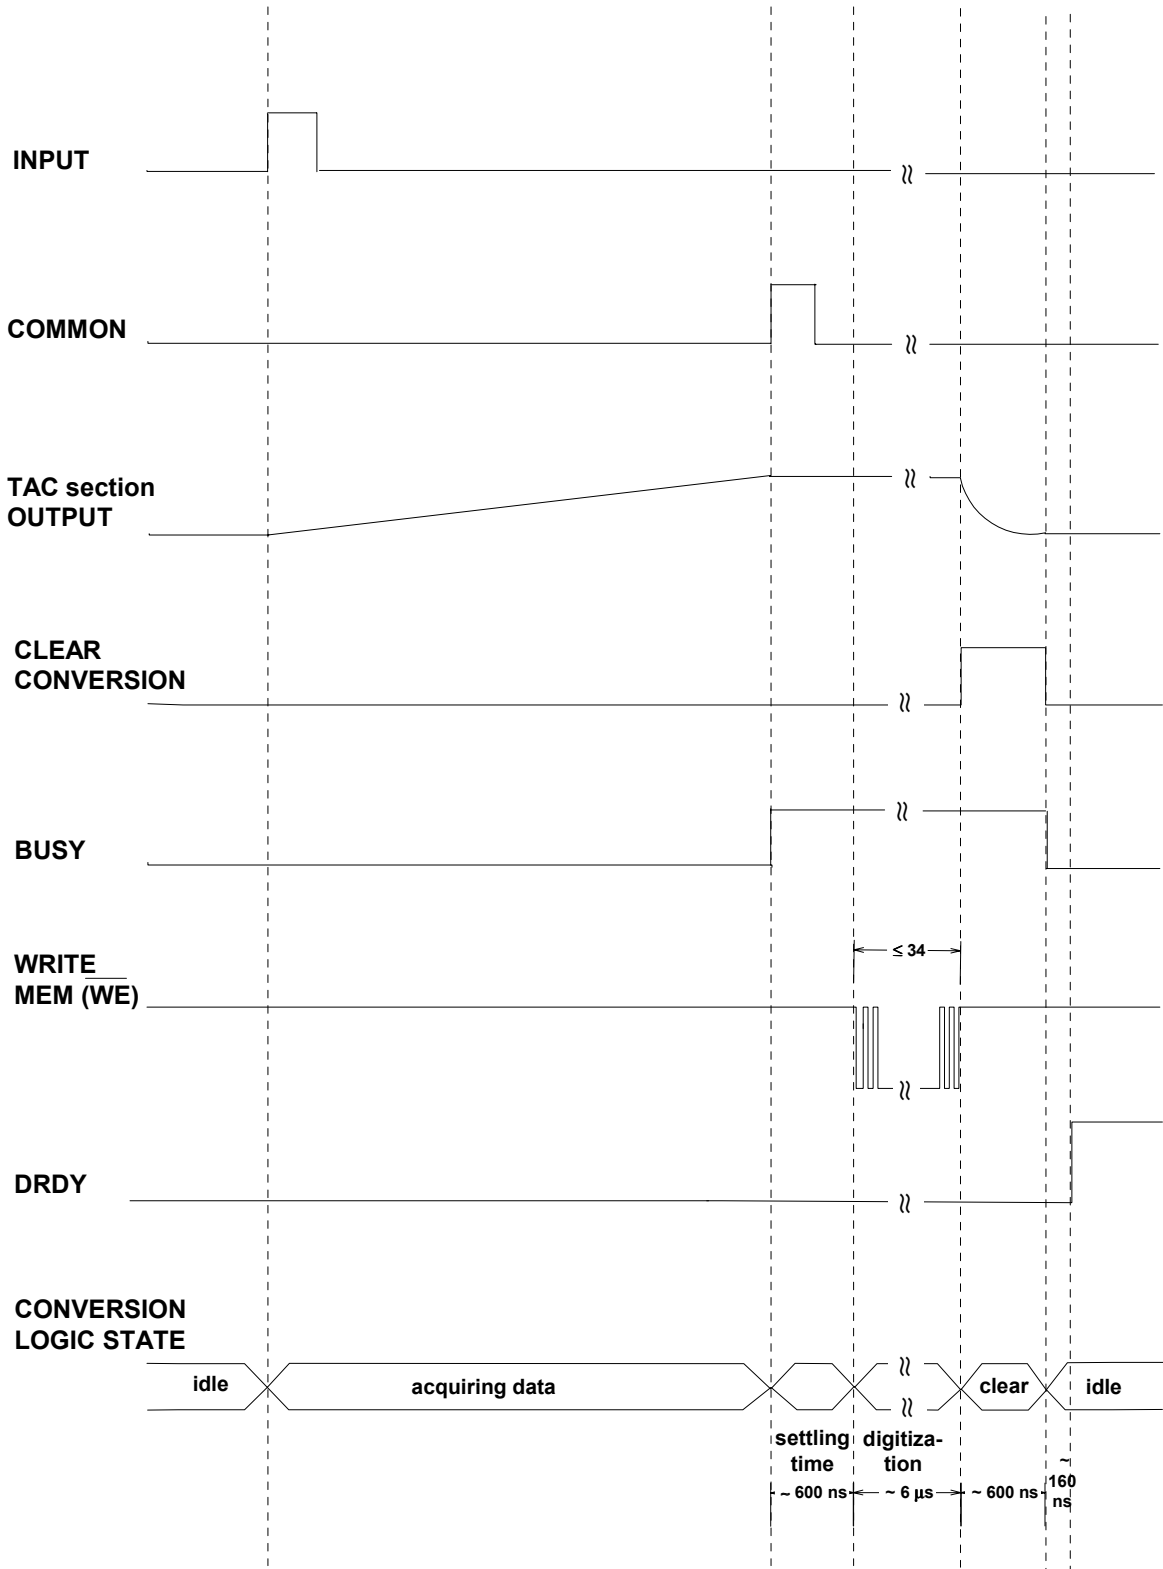 INPUT
COMMON
TAC section
OUTPUT
CLEAR
CONVERSION
BUSY
≤ 34
WRITE
MEM (W̅E̅)
DRDY
CONVERSION
LOGIC STATE
idle
acquiring data
clear
idle
settling
time
digitiza-
tion
~ 600 ns
~ 6 µs
~ 600 ns
~
160
ns